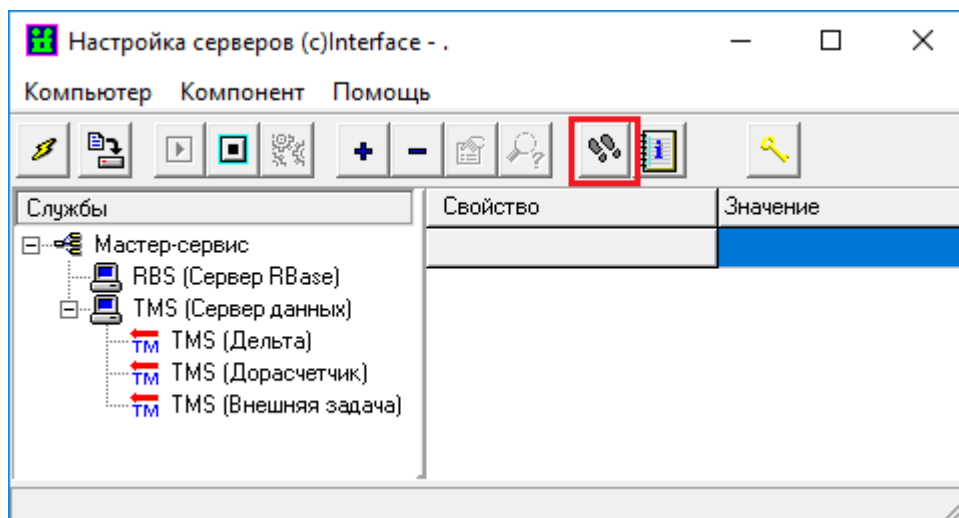 Настройка серверов (c)Interface - .
Компьютер Компонент Помощь
Службы
Свойство Значение
Мастер-сервис
RBS (Сервер RBase)
TMS (Сервер данных)
TM TMS (Дельта)
TM TMS (Дорасчетчик)
TM TMS (Внешняя задача)